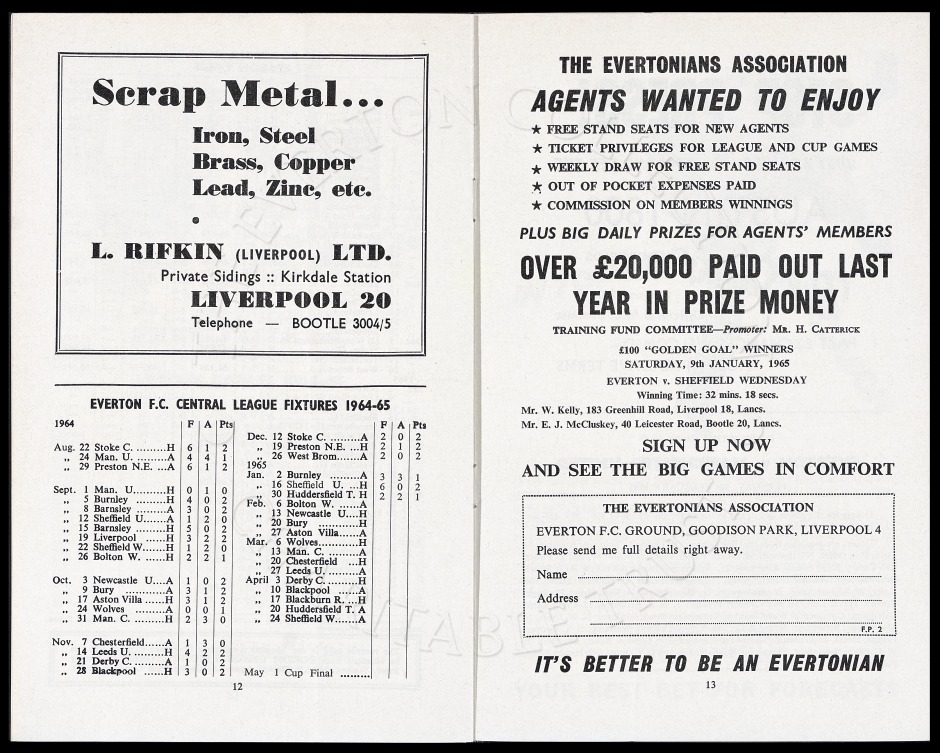 Scrap Metal...
Iron, Steel
Brass, Copper
Lead, Zinc, etc.
L. RIFKIN (LIVERPOOL) LTD.
Private Sidings :: Kirkdale Station
LIVERPOOL 20
Telephone — BOOTLE 3004/5
EVERTON F.C. CENTRAL LEAGUE FIXTURES 1964-65
1964 F A Pts
Aug. 22 Stoke C. .........H 6 1 2
„ 24 Man. U. .........A 4 4 1
„ 29 Preston N.E. ...A 6 1 2
Sept. 1 Man. U..........H 0 1 0
„ 5 Burnley .........H 4 0 2
„ 8 Barnsley .........A 3 0 2
„ 12 Sheffield U.......A 1 2 0
„ 15 Barnsley .........H 5 0 2
„ 19 Liverpool ......H 3 2 2
„ 22 Sheffield W......H 1 2 0
„ 26 Bolton W. ......A 2 2 1
Oct. 3 Newcastle U....A 1 0 2
„ 9 Bury ............A 3 1 2
„ 17 Aston Villa ......H 3 1 2
„ 24 Wolves .........A 0 0 1
„ 31 Man. C. .........H 2 3 0
Nov. 7 Chesterfield......A 1 3 0
„ 14 Leeds U. .........H 4 2 2
„ 21 Derby C. .........A 1 0 2
„ 28 Blackpool ......H 3 0 2
F A Pts
Dec. 12 Stoke C. .........A 2 0 2
„ 19 Preston N.E. ...H 2 1 2
„ 26 West Brom.......A 2 0 2
1965
Jan. 2 Burnley .........A 3 3 1
„ 16 Sheffield U. ...H 6 0 2
„ 30 Huddersfield T. H 2 2 1
Feb. 6 Bolton W. ......A
„ 13 Newcastle U....H
„ 20 Bury ............H
„ 27 Aston Villa......A
Mar. 6 Wolves............H
„ 13 Man. C. .........A
„ 20 Chesterfield ...H
„ 27 Leeds U. .........A
April 3 Derby C..........H
„ 10 Blackpool ......A
„ 17 Blackburn R. ...H
„ 20 Huddersfield T. A
„ 24 Sheffield W......A
May 1 Cup Final .........
12
THE EVERTONIANS ASSOCIATION
AGENTS WANTED TO ENJOY
★ FREE STAND SEATS FOR NEW AGENTS
★ TICKET PRIVILEGES FOR LEAGUE AND CUP GAMES
★ WEEKLY DRAW FOR FREE STAND SEATS
★ OUT OF POCKET EXPENSES PAID
★ COMMISSION ON MEMBERS WINNINGS
PLUS BIG DAILY PRIZES FOR AGENTS' MEMBERS
OVER £20,000 PAID OUT LAST
YEAR IN PRIZE MONEY
TRAINING FUND COMMITTEE—Promoter: MR. H. CATTERICK
£100 "GOLDEN GOAL" WINNERS
SATURDAY, 9th JANUARY, 1965
EVERTON v. SHEFFIELD WEDNESDAY
Winning Time: 32 mins. 18 secs.
Mr. W. Kelly, 183 Greenhill Road, Liverpool 18, Lancs.
Mr. E. J. McCluskey, 40 Leicester Road, Bootle 20, Lancs.
SIGN UP NOW
AND SEE THE BIG GAMES IN COMFORT
THE EVERTONIANS ASSOCIATION
EVERTON F.C. GROUND, GOODISON PARK, LIVERPOOL 4
Please send me full details right away.
Name
Address
F.P. 2
IT'S BETTER TO BE AN EVERTONIAN
13